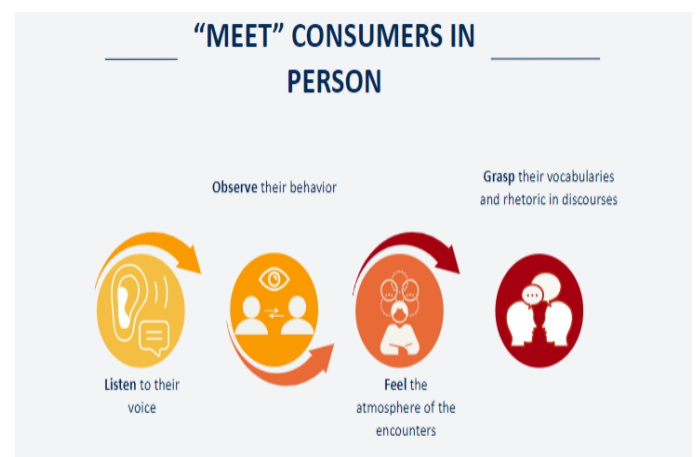 “MEET” CONSUMERS IN
PERSON
Listen to their
voice
Observe their behavior
Feel the
atmosphere of the
encounters
Grasp their vocabularies
and rhetoric in discourses